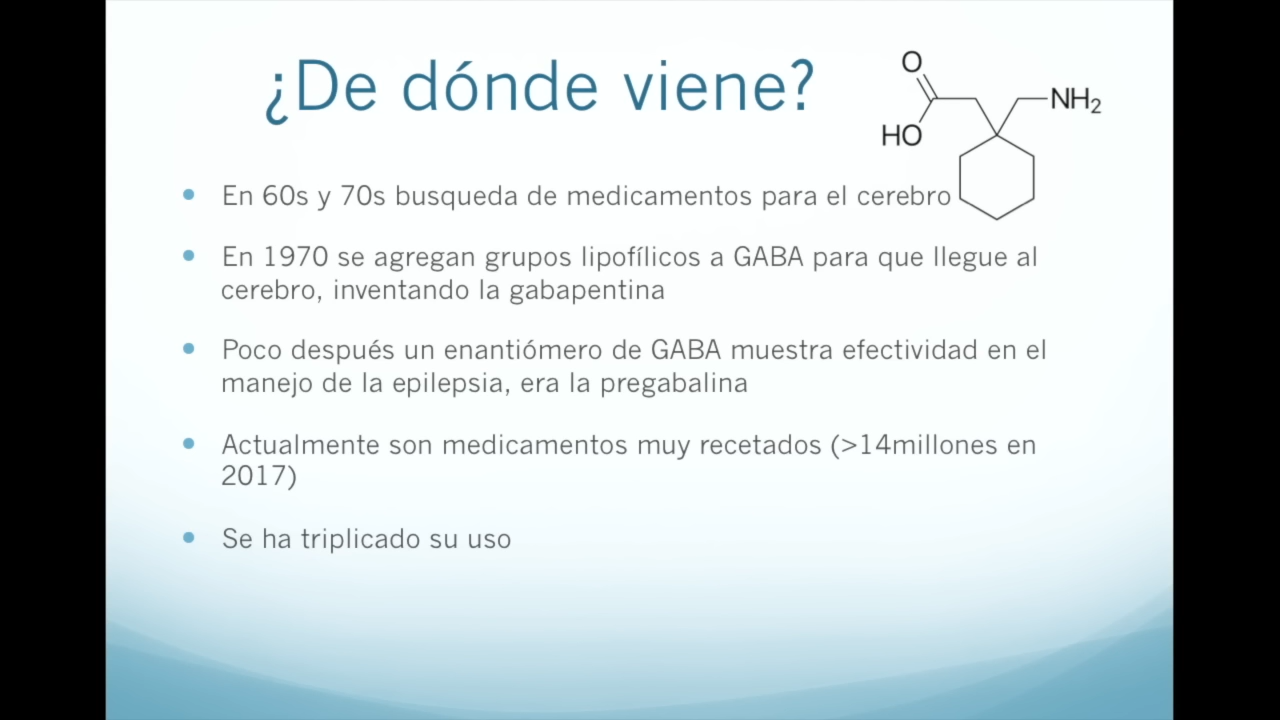 ¿De dónde viene?
O
HO
NH₂
En 60s y 70s busqueda de medicamentos para el cerebro
En 1970 se agregan grupos lipofílicos a GABA para que llegue al
cerebro, inventando la gabapentina
Poco después un enantiómero de GABA muestra efectividad en el
manejo de la epilepsia, era la pregabalina
Actualmente son medicamentos muy recetados (>14millones en
2017)
Se ha triplicado su uso